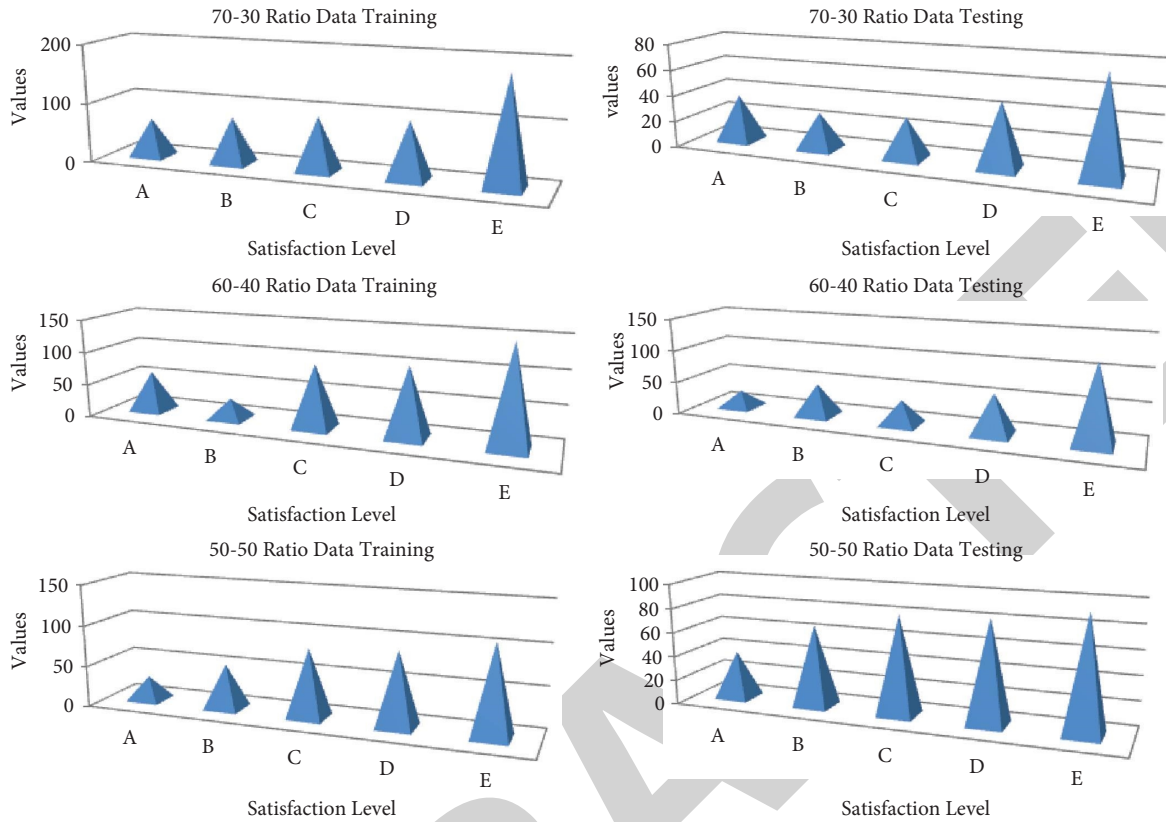 70-30 Ratio Data Training
200
100
0
Values
A
B
C
D
E
Satisfaction Level
70-30 Ratio Data Testing
80
60
40
20
0
values
A
B
C
D
E
Satisfaction Level
60-40 Ratio Data Training
150
100
50
0
Values
A
B
C
D
E
Satisfaction Level
60-40 Ratio Data Testing
150
100
50
0
Values
A
B
C
D
E
Satisfaction Level
50-50 Ratio Data Training
150
100
50
0
Values
A
B
C
D
E
Satisfaction Level
50-50 Ratio Data Testing
100
80
60
40
20
0
Values
A
B
C
D
E
Satisfaction Level